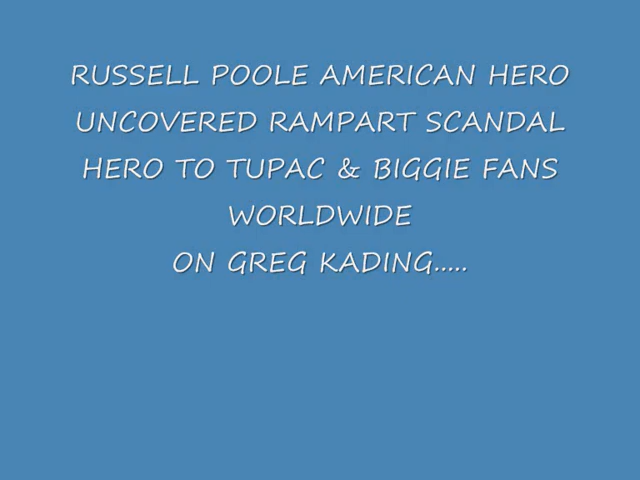 RUSSELL POOLE AMERICAN HERO
UNCOVERED RAMPART SCANDAL
HERO TO TUPAC & BIGGIE FANS
WORLDWIDE
ON GREG KADING.....